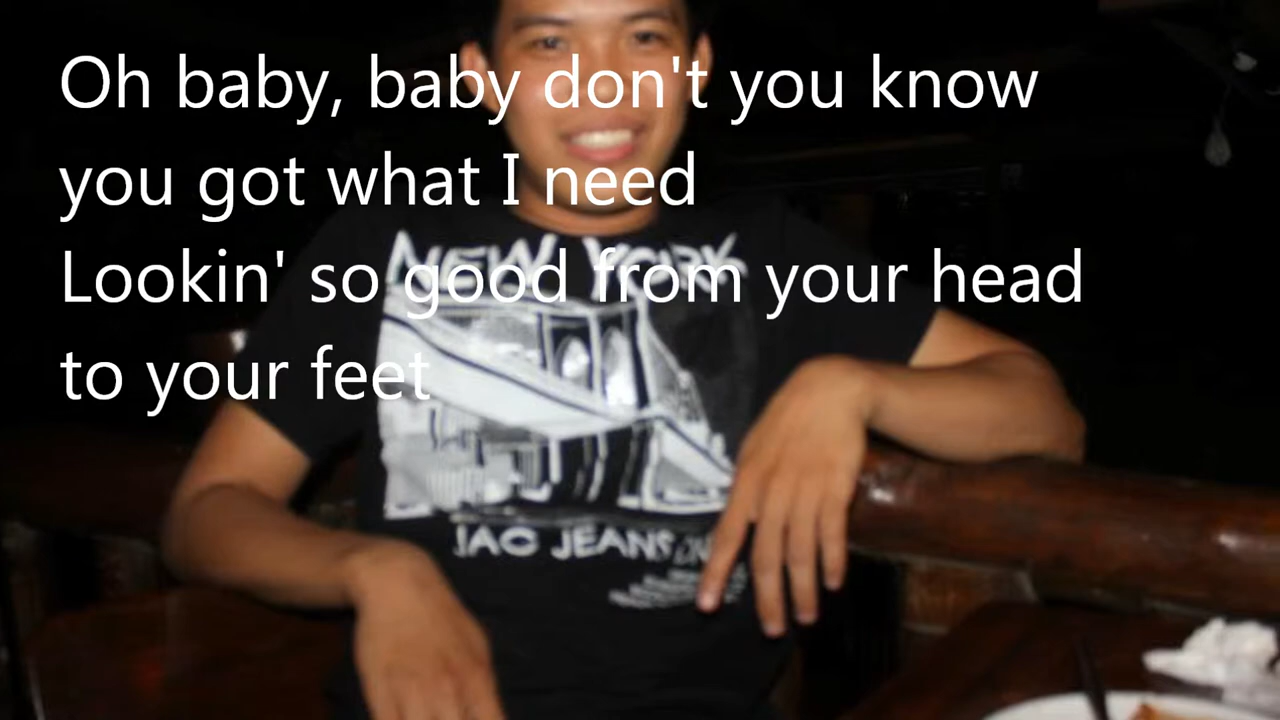 Oh baby, baby don't you know
you got what I need
Lookin' so good from your head
to your feet
NEW YORK
JAC JEANS